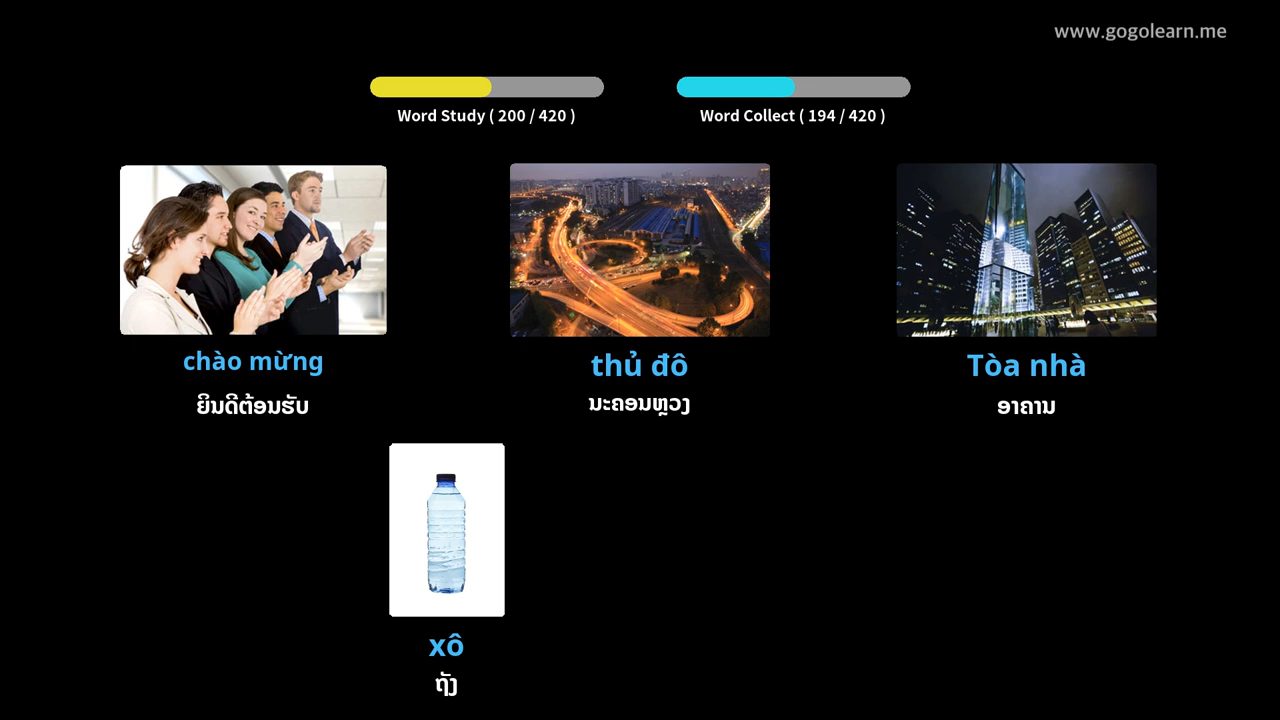 www.gogolearn.me
Word Study ( 200 / 420 )
Word Collect ( 194 / 420 )
chào mừng
ຍິນດີຕ້ອນຮັບ
thủ đô
ນະຄອນຫຼວງ
Tòa nhà
ອາຄານ
xô
ຖັງ